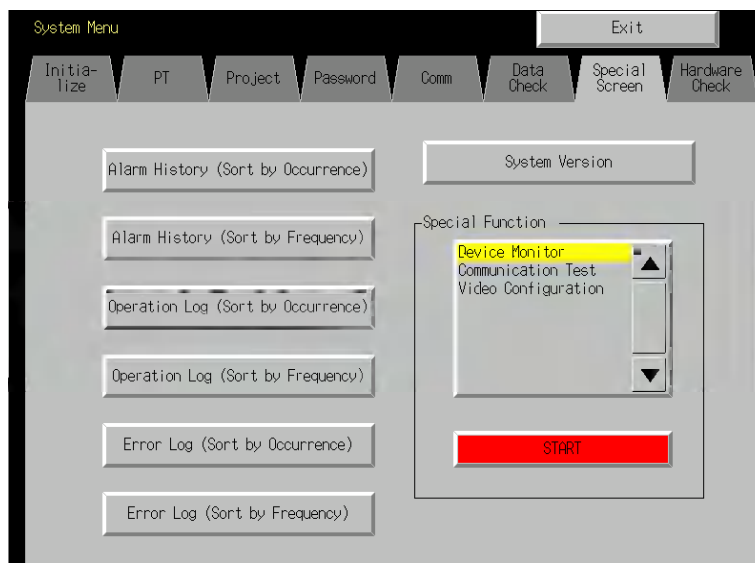 System Menu
Exit
Initia-
lize
PT
Project
Password
Comm
Data
Check
Special
Screen
Hardware
Check
Alarm History (Sort by Occurrence)
Alarm History (Sort by Frequency)
Operation Log (Sort by Occurrence)
Operation Log (Sort by Frequency)
Error Log (Sort by Occurrence)
Error Log (Sort by Frequency)
System Version
Special Function
Device Monitor
Communication Test
Video Configuration
START